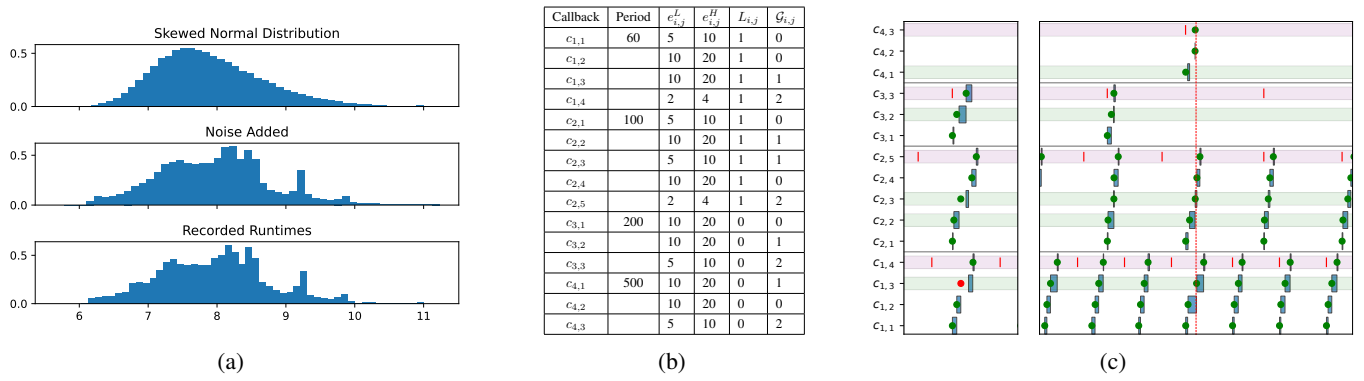 Skewed Normal Distribution
0.5
0.0
Noise Added
0.5
0.0
Recorded Runtimes
0.5
0.0
6 7 8 9 10 11
(a)
Callback Period e^L_{i,j} e^H_{i,j} L_{i,j} 𝒢_{i,j}
c_{1,1} 60 5 10 1 0
c_{1,2} 10 20 1 0
c_{1,3} 10 20 1 1
c_{1,4} 2 4 1 2
c_{2,1} 100 5 10 1 0
c_{2,2} 10 20 1 1
c_{2,3} 5 10 1 1
c_{2,4} 10 20 1 0
c_{2,5} 2 4 1 2
c_{3,1} 200 10 20 0 0
c_{3,2} 10 20 0 1
c_{3,3} 5 10 0 2
c_{4,1} 500 10 20 0 1
c_{4,2} 10 20 0 0
c_{4,3} 5 10 0 2
(b)
c_{4,3}
c_{4,2}
c_{4,1}
c_{3,3}
c_{3,2}
c_{3,1}
c_{2,5}
c_{2,4}
c_{2,3}
c_{2,2}
c_{2,1}
c_{1,4}
c_{1,3}
c_{1,2}
c_{1,1}
(c)